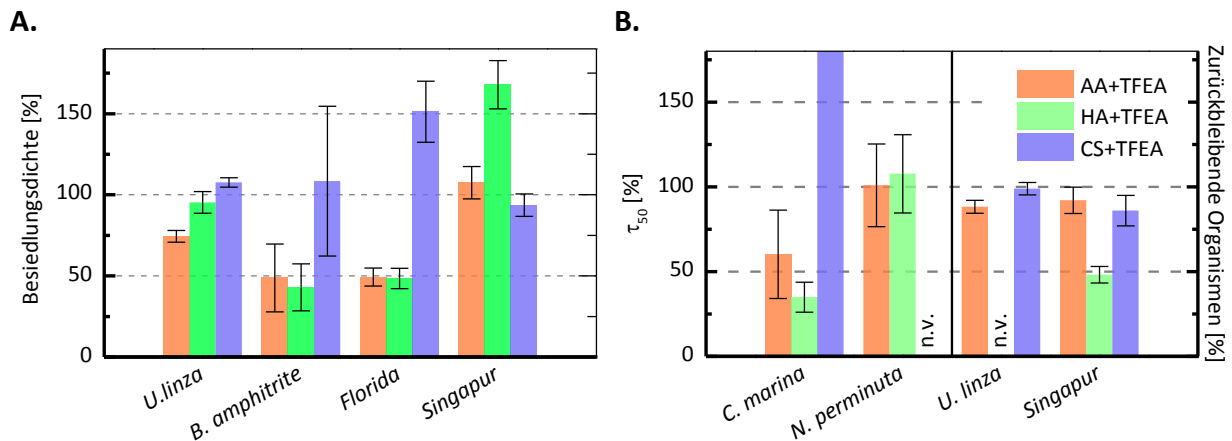 A.
Besiedlungsdichte [%]
150
100
50
0
U.linza
B. amphitrite
Florida
Singapur
B.
τ50 [%]
150
100
50
0
AA+TFEA
HA+TFEA
CS+TFEA
n.v.
n.v.
C. marina
N. perminuta
U. linza
Singapur
Zurückbleibende Organismen [%]